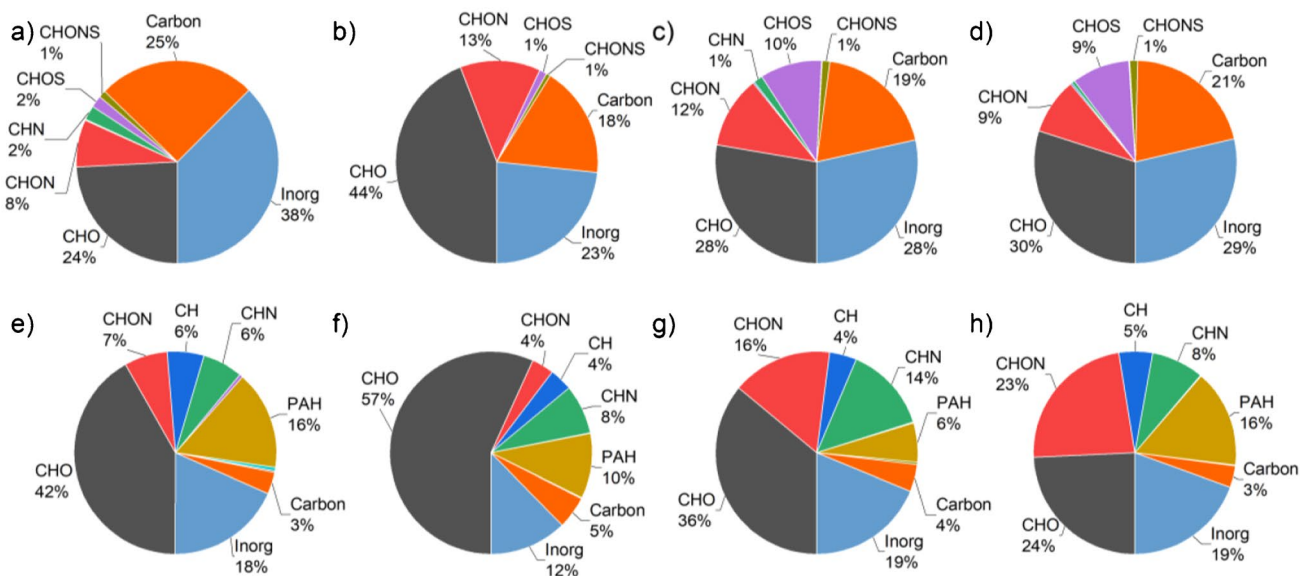 a)
Carbon
25%
CHONS
1%
CHOS
2%
CHN
2%
CHON
8%
CHO
24%
Inorg
38%
b)
CHON
13%
CHOS
1%
CHONS
1%
Carbon
18%
CHO
44%
Inorg
23%
c)
CHOS
10%
CHONS
1%
CHN
1%
Carbon
19%
CHON
12%
CHO
28%
Inorg
28%
d)
CHOS
9%
CHONS
1%
Carbon
21%
CHON
9%
CHO
30%
Inorg
29%
e)
CHON
7%
CH
6%
CHN
6%
PAH
16%
CHO
42%
Carbon
3%
Inorg
18%
f)
CHON
4%
CH
4%
CHO
57%
CHN
8%
PAH
10%
Carbon
5%
Inorg
12%
g)
CHON
16%
CH
4%
CHN
14%
PAH
6%
CHO
36%
Carbon
4%
Inorg
19%
h)
CH
5%
CHN
8%
CHON
23%
PAH
16%
Carbon
3%
CHO
24%
Inorg
19%